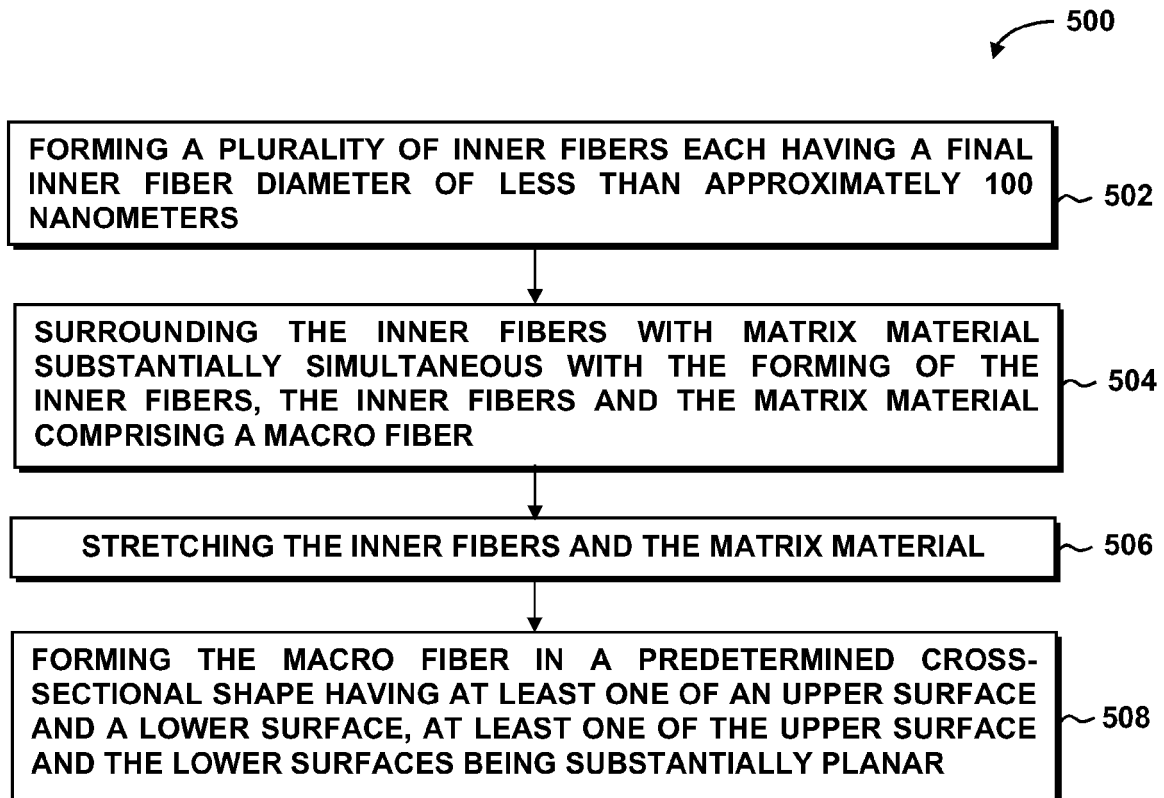 500
FORMING A PLURALITY OF INNER FIBERS EACH HAVING A FINAL
INNER FIBER DIAMETER OF LESS THAN APPROXIMATELY 100
NANOMETERS
502
SURROUNDING THE INNER FIBERS WITH MATRIX MATERIAL
SUBSTANTIALLY SIMULTANEOUS WITH THE FORMING OF THE
INNER FIBERS, THE INNER FIBERS AND THE MATRIX MATERIAL
COMPRISING A MACRO FIBER
504
STRETCHING THE INNER FIBERS AND THE MATRIX MATERIAL
506
FORMING THE MACRO FIBER IN A PREDETERMINED CROSS-
SECTIONAL SHAPE HAVING AT LEAST ONE OF AN UPPER SURFACE
AND A LOWER SURFACE, AT LEAST ONE OF THE UPPER SURFACE
AND THE LOWER SURFACES BEING SUBSTANTIALLY PLANAR
508